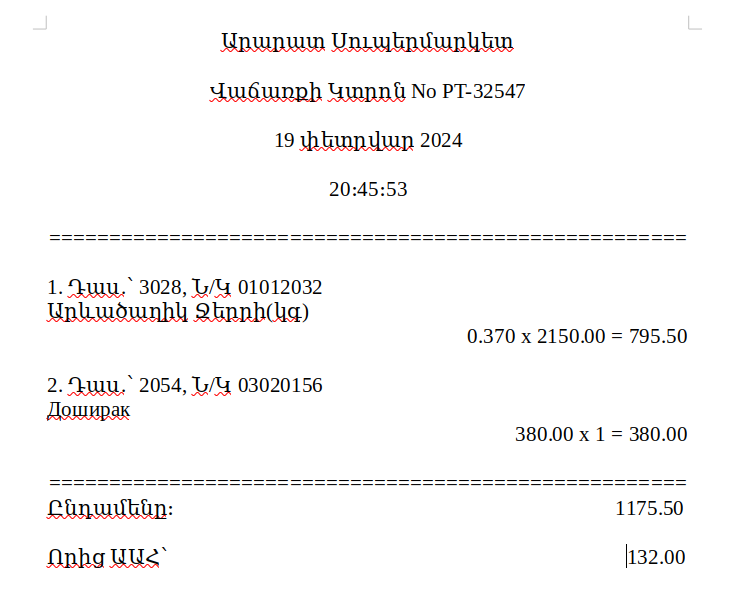 Արարատ Սուպերմարկետ
Վաճառքի Կտրոն No PT-32547
19 փետրվար 2024
20:45:53
=====================================================
1. Դաս.՝ 3028, Ն/Կ 01012032
Արևածաղիկ Ջերրի(կգ)
0.370 x 2150.00 = 795.50
2. Դաս.՝ 2054, Ն/Կ 03020156
Доширак
380.00 x 1 = 380.00
=====================================================
Ընդամենը: 1175.50
Որից ԱԱՀ՝ 132.00